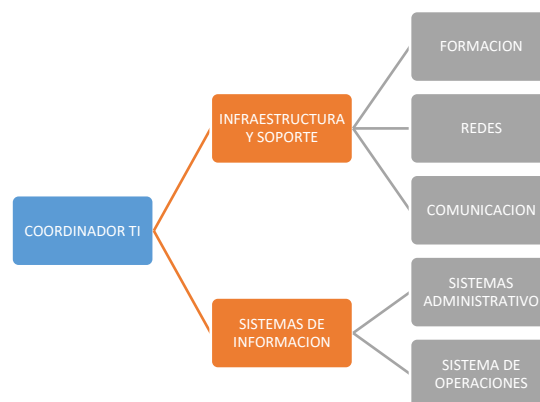 FORMACION
INFRAESTRUCTURA
Y SOPORTE
REDES
COMUNICACION
COORDINADOR TI
SISTEMAS
ADMINISTRATIVO
SISTEMAS DE
INFORMACION
SISTEMA DE
OPERACIONES